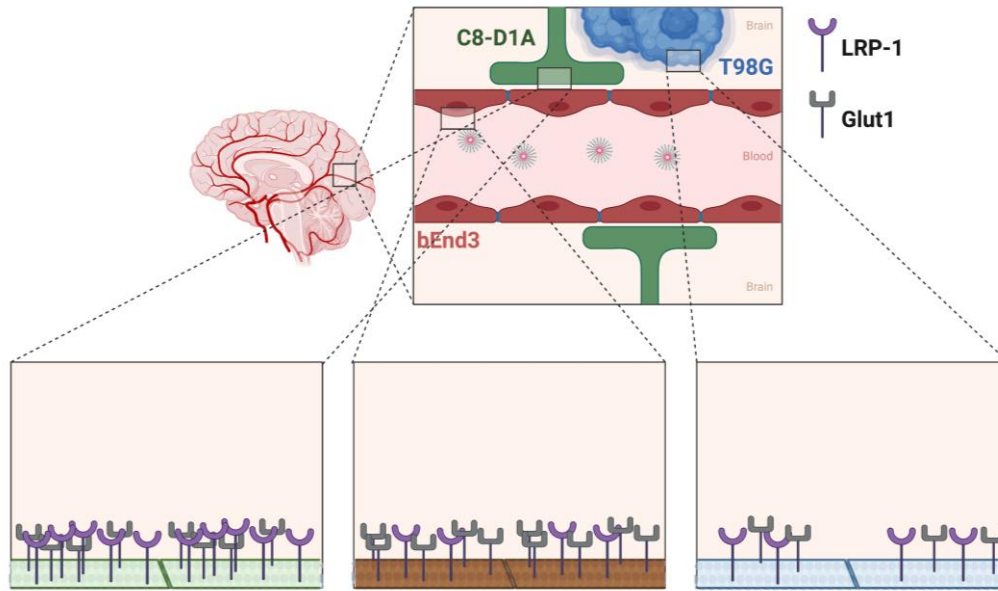 Brain
C8-D1A
T98G
LRP-1
Glut1
Blood
bEnd3
Brain